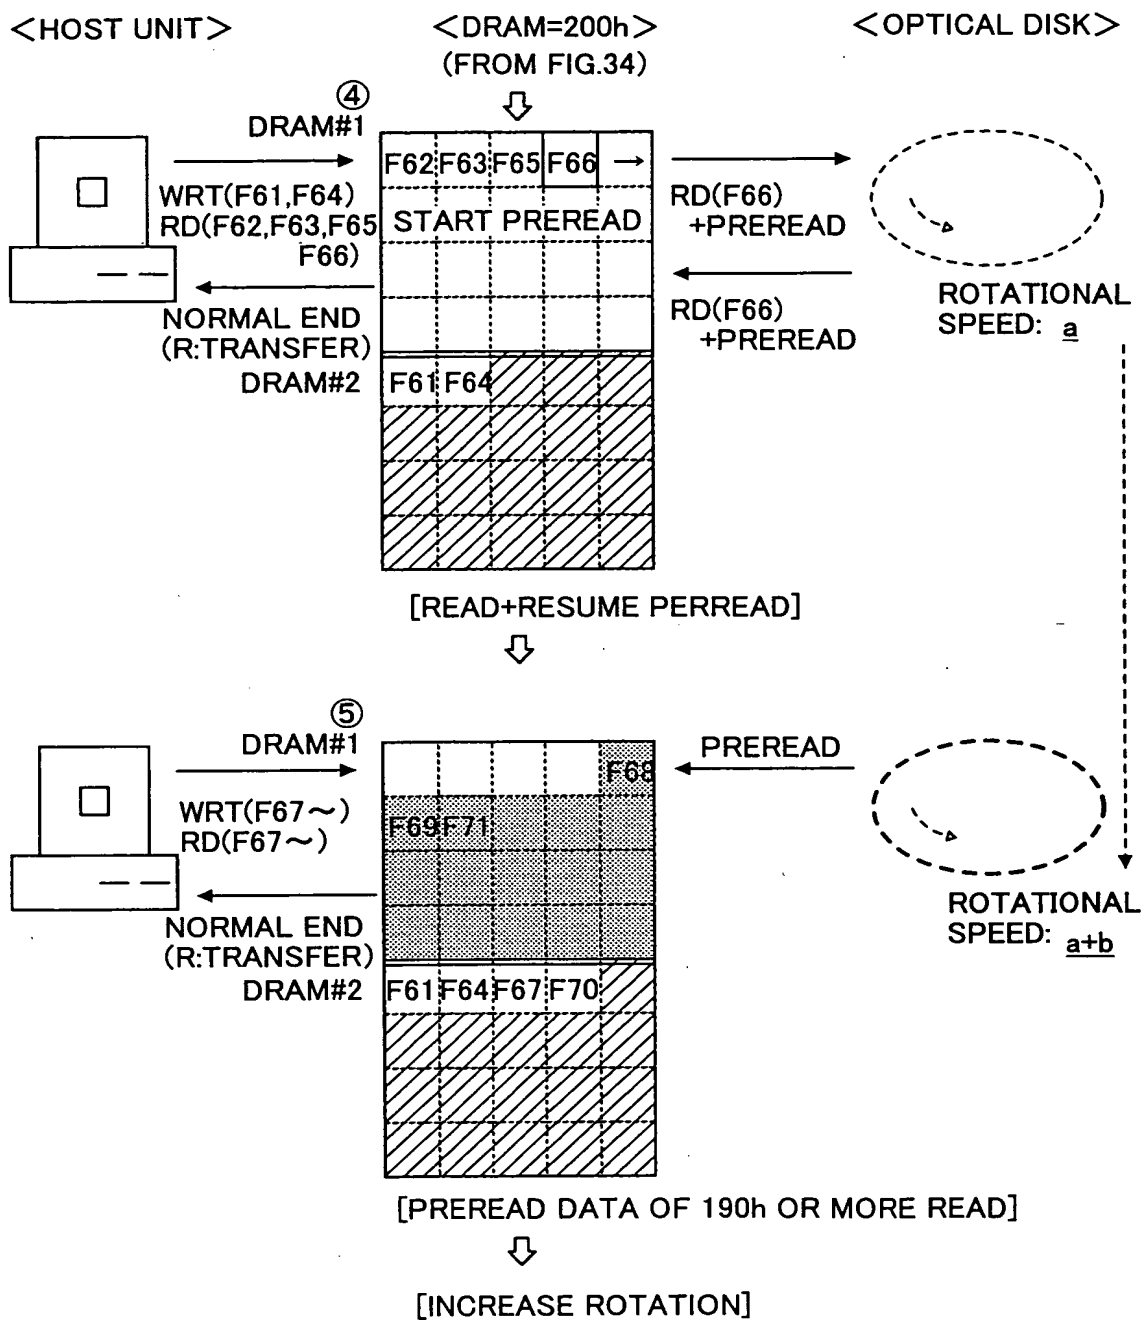 <HOST UNIT>
<DRAM=200h>
(FROM FIG.34)
<OPTICAL DISK>
④
DRAM#1
WRT(F61,F64)
RD(F62,F63,F65
F66)
NORMAL END
(R:TRANSFER)
DRAM#2
F62 F63 F65 F66 →
START PREREAD
F61 F64
RD(F66)
+PREREAD
RD(F66)
+PREREAD
ROTATIONAL
SPEED: a
[READ+RESUME PERREAD]
⑤
DRAM#1
WRT(F67~)
RD(F67~)
NORMAL END
(R:TRANSFER)
DRAM#2
F68
F69 F71
F61 F64 F67 F70
PREREAD
ROTATIONAL
SPEED: a+b
[PREREAD DATA OF 190h OR MORE READ]
[INCREASE ROTATION]